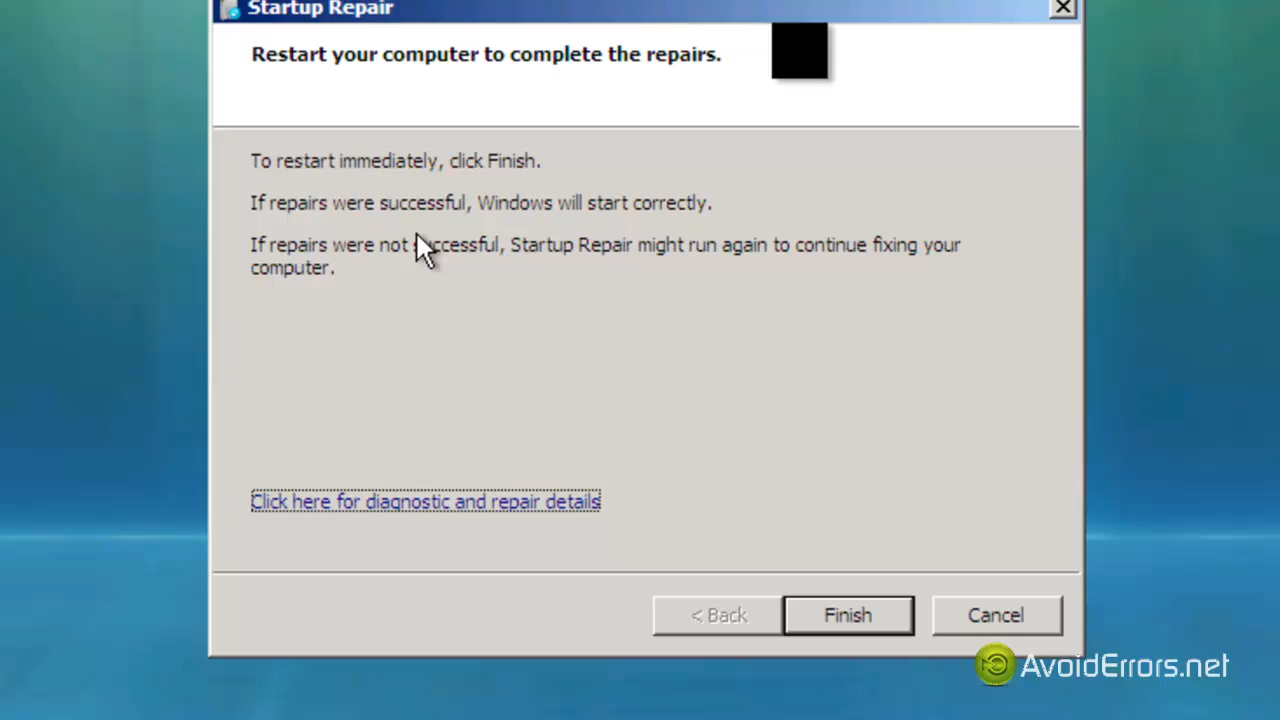 Startup Repair
Restart your computer to complete the repairs.
To restart immediately, click Finish.
If repairs were successful, Windows will start correctly.
If repairs were not successful, Startup Repair might run again to continue fixing your
computer.
Click here for diagnostic and repair details
< Back
Finish
Cancel
AvoidErrors.net